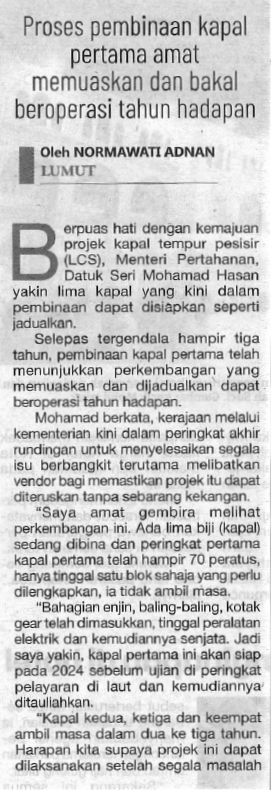 Proses pembinaan kapal
pertama amat
memuaskan dan bakal
beroperasi tahun hadapan
Oleh NORMAWATI ADNAN
LUMUT
Berpuas hati dengan kemajuan
projek kapal tempur pesisir
(LCS), Menteri Pertahanan,
Datuk Seri Mohamad Hasan
yakin lima kapal yang kini dalam
pembinaan dapat disiapkan seperti
jadualkan.
Selepas tergendala hampir tiga
tahun, pembinaan kapal pertama telah
menunjukkan perkembangan yang
memuaskan dan dijadualkan dapat
beroperasi tahun hadapan.
Mohamad berkata, kerajaan melalui
kementerian kini dalam peringkat akhir
rundingan untuk menyelesaikan segala
isu berbangkit terutama melibatkan
vendor bagi memastikan projek itu dapat
diteruskan tanpa sebarang kekangan.
"Saya amat gembira melihat
perkembangan ini. Ada lima biji (kapal)
sedang dibina dan peringkat pertama
kapal pertama telah hampir 70 peratus,
hanya tinggal satu blok sahaja yang perlu
dilengkapkan, ia tidak ambil masa.
"Bahagian enjin, baling-baling, kotak
gear telah dimasukkan, tinggal peralatan
elektrik dan kemudiannya senjata. Jadi
saya yakin, kapal pertama ini akan siap
pada 2024 sebelum ujian di peringkat
pelayaran di laut dan kemudiannya
ditauliahkan.
"Kapal kedua, ketiga dan keempat
ambil masa dalam dua ke tiga tahun.
Harapan kita supaya projek ini dapat
dilaksanakan setelah segala masalah